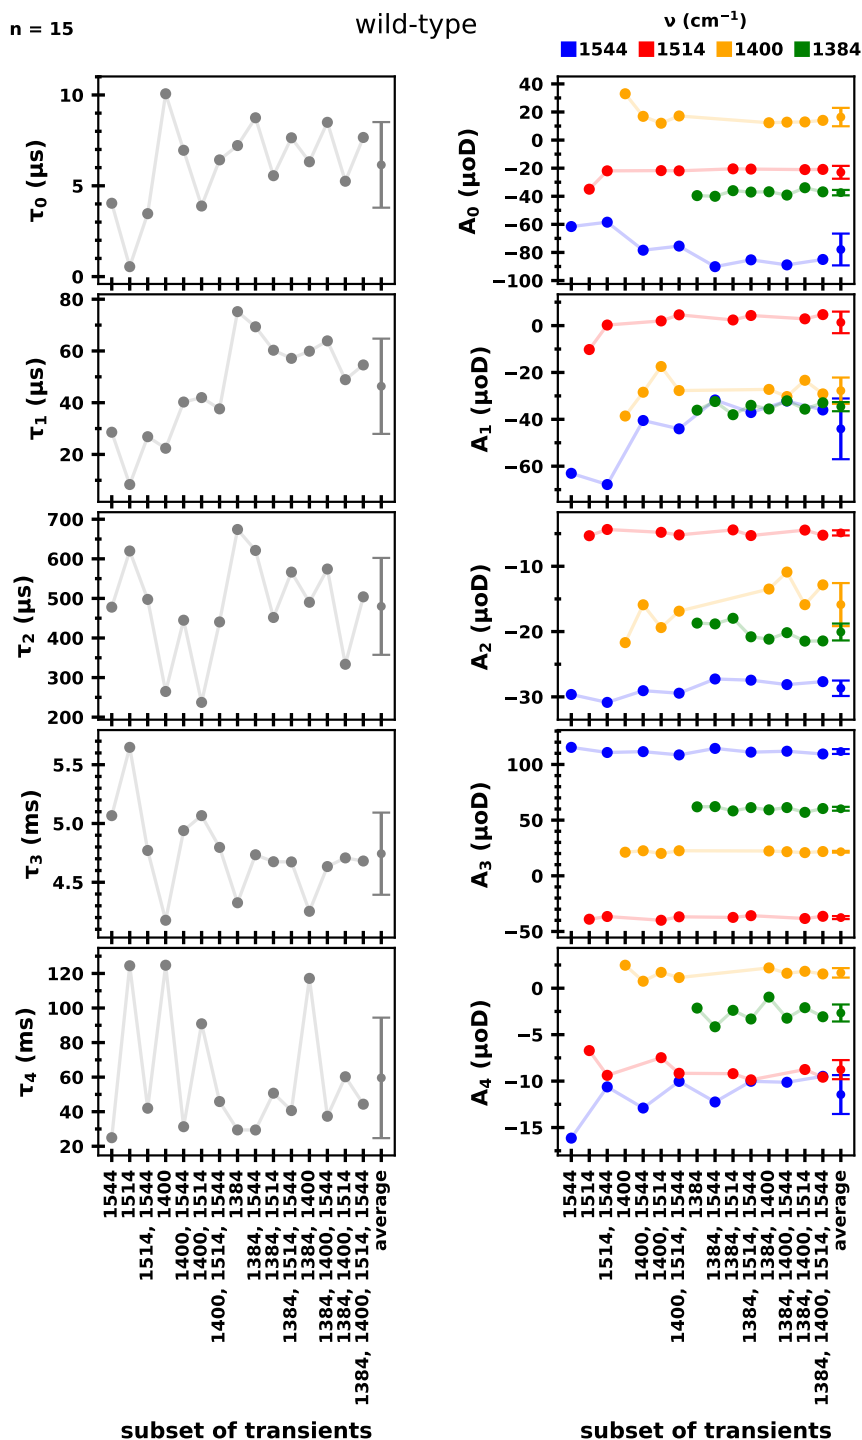 n = 15
wild-type
ν (cm⁻¹)
1544 1514 1400 1384
τ₀ (μs)
10
5
0
A₀ (μoD)
40
20
0
−20
−40
−60
−80
−100
τ₁ (μs)
80
60
40
20
A₁ (μoD)
0
−20
−40
−60
τ₂ (μs)
700
600
500
400
300
200
A₂ (μoD)
−10
−20
−30
τ₃ (ms)
5.5
5.0
4.5
A₃ (μoD)
100
50
0
−50
τ₄ (ms)
120
100
80
60
40
20
A₄ (μoD)
0
−5
−10
−15
1544
1514
1514, 1544
1400
1400, 1544
1400, 1514
1400, 1514, 1544
1384
1384, 1544
1384, 1514
1384, 1514, 1544
1384, 1400
1384, 1400, 1544
1384, 1400, 1514
1384, 1400, 1514, 1544
average
subset of transients
1544
1514
1514, 1544
1400
1400, 1544
1400, 1514
1400, 1514, 1544
1384
1384, 1544
1384, 1514
1384, 1514, 1544
1384, 1400
1384, 1400, 1544
1384, 1400, 1514
1384, 1400, 1514, 1544
average
subset of transients